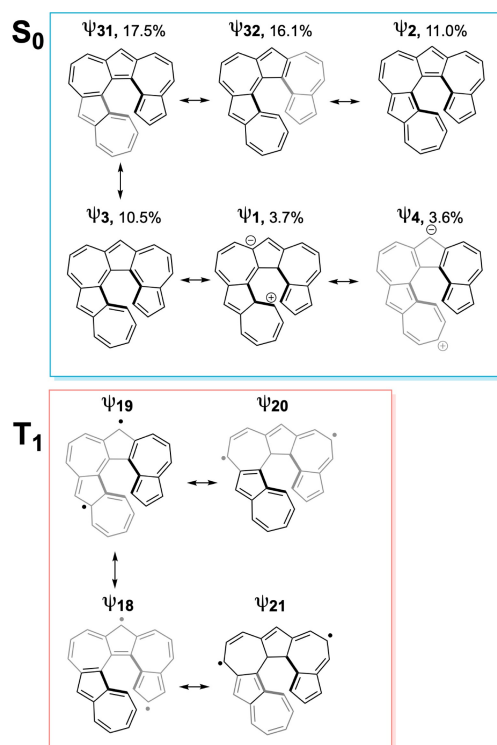 S₀
ψ₃₁, 17.5%
ψ₃₂, 16.1%
ψ₂, 11.0%
ψ₃, 10.5%
ψ₁, 3.7%
ψ₄, 3.6%
⊖
⊕
⊖
⊕
T₁
ψ₁₉
ψ₂₀
ψ₁₈
ψ₂₁